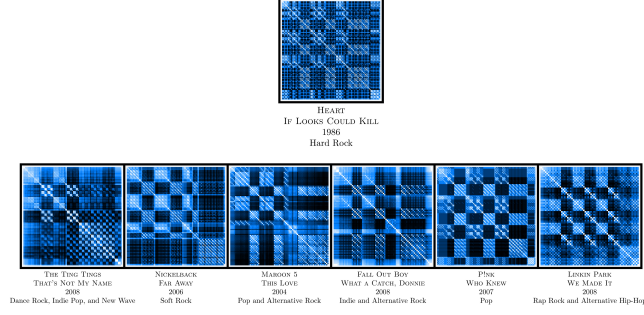 HEART
IF LOOKS COULD KILL
1986
Hard Rock
THE TING TINGS
THAT'S NOT MY NAME
2008
Dance Rock, Indie Pop, and New Wave
NICKELBACK
FAR AWAY
2006
Soft Rock
MAROON 5
THIS LOVE
2004
Pop and Alternative Rock
FALL OUT BOY
WHAT A CATCH, DONNIE
2008
Indie and Alternative Rock
P!NK
WHO KNEW
2007
Pop
LINKIN PARK
WE MADE IT
2008
Rap Rock and Alternative Hip-Hop